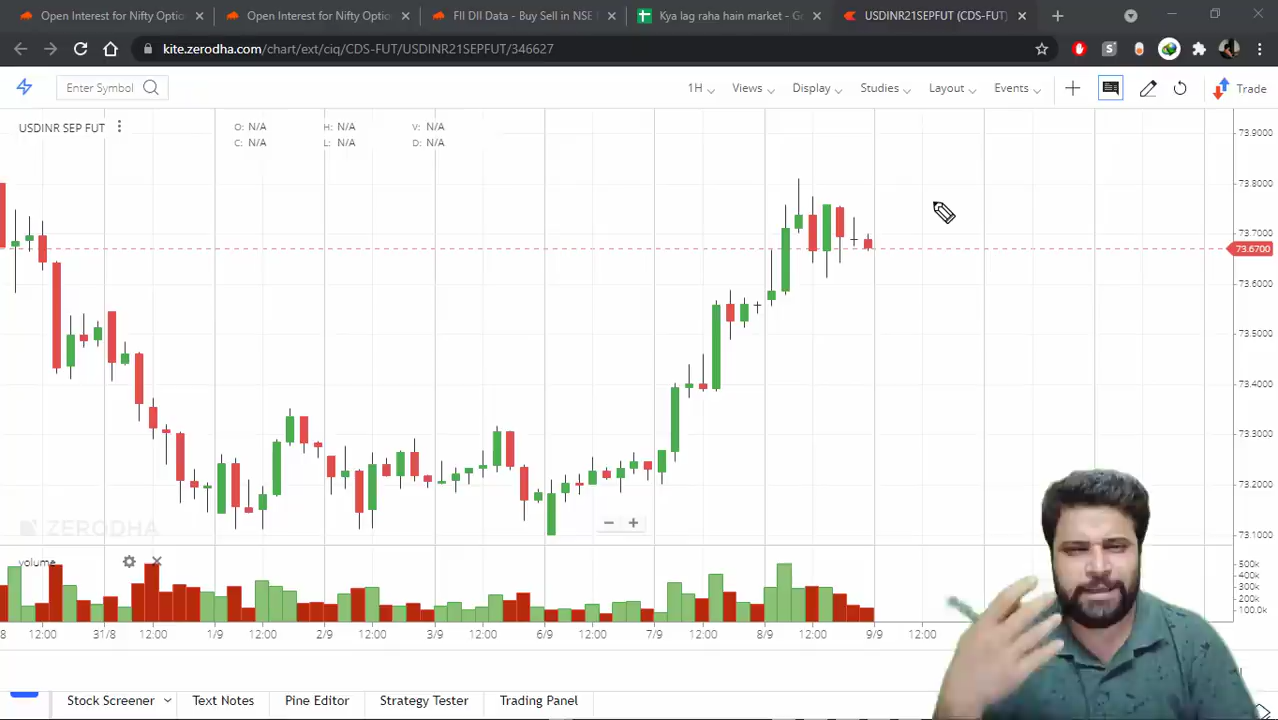 Open Interest for Nifty Optio
Open Interest for Nifty Optio
FII DII Data - Buy Sell in NSE
Kya lag raha hain market - G
USDINR21SEPFUT (CDS-FUT)
kite.zerodha.com/chart/ext/ciq/CDS-FUT/USDINR21SEPFUT/346627
Enter Symbol
1H
Views
Display
Studies
Layout
Events
Trade
USDINR SEP FUT
O: N/A H: N/A V: N/A
C: N/A L: N/A D: N/A
73.9000
73.8000
73.7000
73.6700
73.6000
73.5000
73.4000
73.3000
73.2000
73.1000
ZERODHA
volume
500k
400k
300k
200k
100.0k
8 12:00 31/8 12:00 1/9 12:00 2/9 12:00 3/9 12:00 6/9 12:00 7/9 12:00 8/9 12:00 9/9 12:00
Stock Screener
Text Notes
Pine Editor
Strategy Tester
Trading Panel